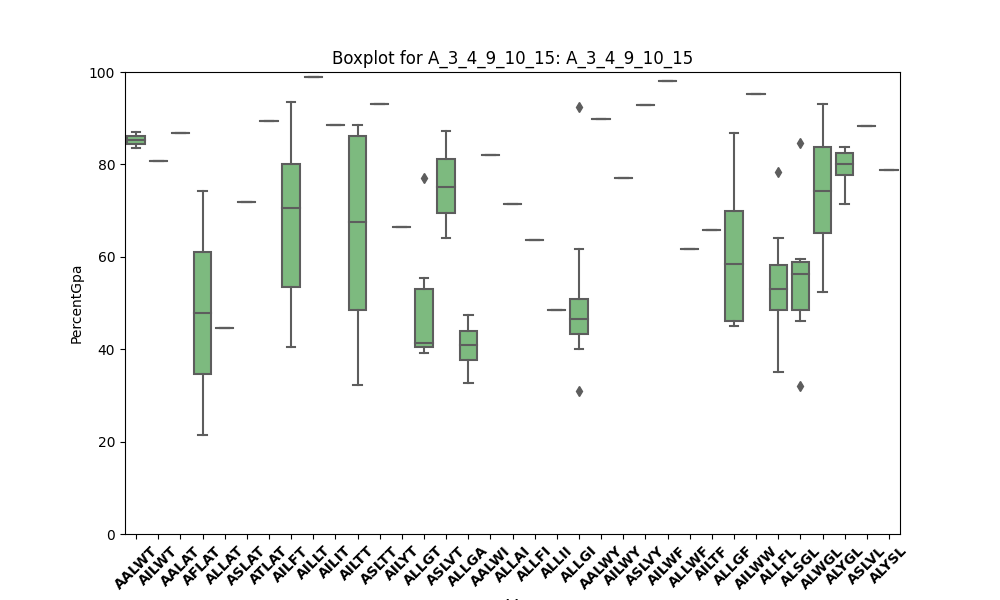 Boxplot for A_3_4_9_10_15: A_3_4_9_10_15
PercentGpa
100
80
60
40
20
0
AALWT AILWT AALAT AFLAT ALLAT ASLAT ATLAT AILFT AILLT AILIT AILTT ASLTT AILYT ALLGT ASLVT ALLGA AALWI ALLAI ALLFI ALLII ALLGI AALWY AILWY ASLVY AILWF ALLWF AILTF ALLGF AILWW ALLFL ALSGL ALWGL ALYGL ASLVL ALYSL